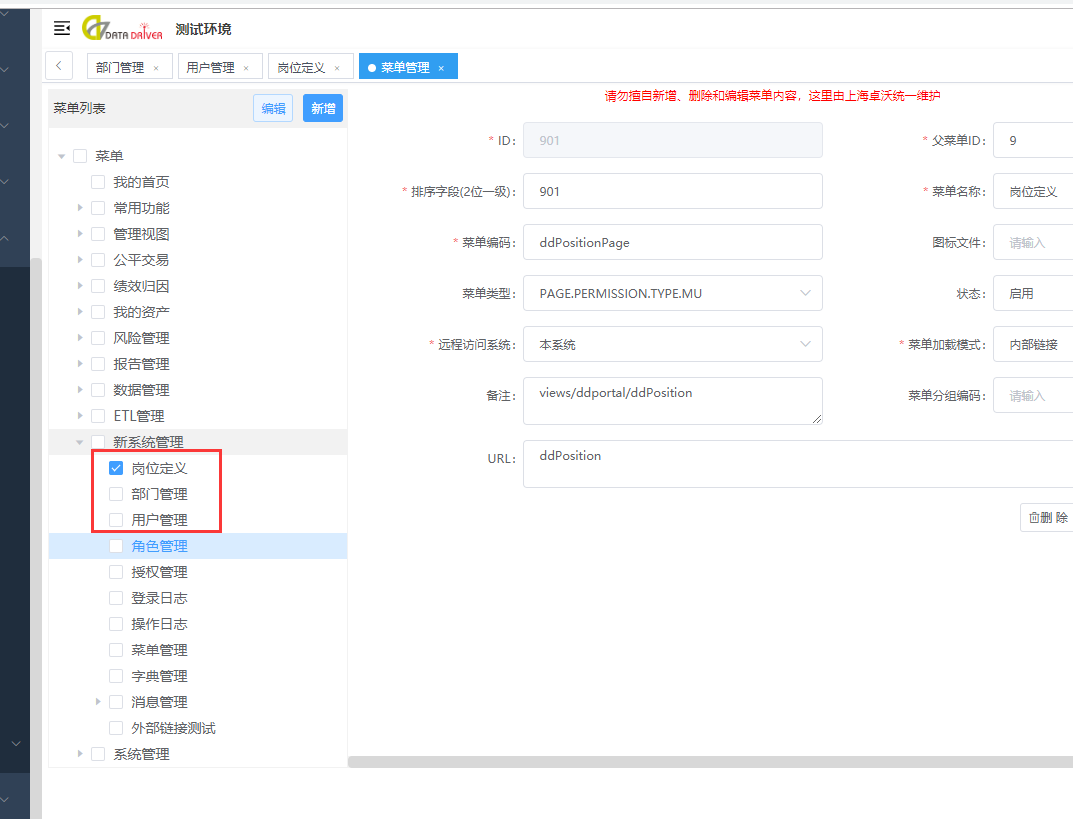 DATA DRIVER 测试环境
部门管理 × 用户管理 × 岗位定义 × 菜单管理 ×
菜单列表 编辑 新增
请勿擅自新增、删除和编辑菜单内容，这里由上海卓沃统一维护
菜单
我的首页
常用功能
管理视图
公平交易
绩效归因
我的资产
风险管理
报告管理
数据管理
ETL管理
新系统管理
岗位定义
部门管理
用户管理
角色管理
授权管理
登录日志
操作日志
菜单管理
字典管理
消息管理
外部链接测试
系统管理
* ID: 901 * 父菜单ID: 9
* 排序字段(2位一级): 901 * 菜单名称: 岗位定义
* 菜单编码: ddPositionPage 图标文件: 请输入
菜单类型: PAGE.PERMISSION.TYPE.MU 状态: 启用
* 远程访问系统: 本系统 * 菜单加载模式: 内部链接
备注: views/ddportal/ddPosition 菜单分组编码: 请输入
URL: ddPosition
删 除